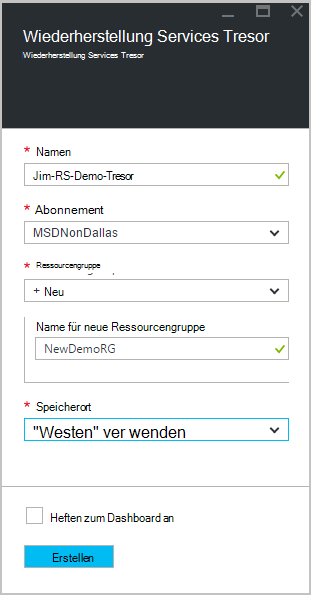 Wiederherstellung Services Tresor
Wiederherstellung Services Tresor
* Namen
Jim-RS-Demo-Tresor
* Abonnement
MSDNonDallas
* Ressourcengruppe
+ Neu
Name für neue Ressourcengruppe
NewDemoRG
* Speicherort
"Westen" ver wenden
Heften zum Dashboard an
Erstellen